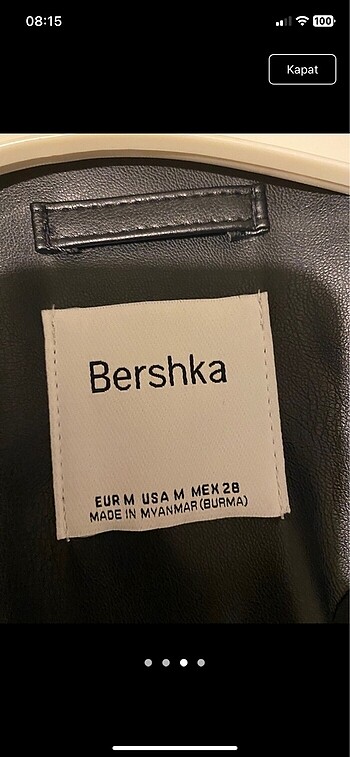 08:15
100
Kapat
Bershka
EUR M USA M MEX 28
MADE IN MYANMAR (BURMA)